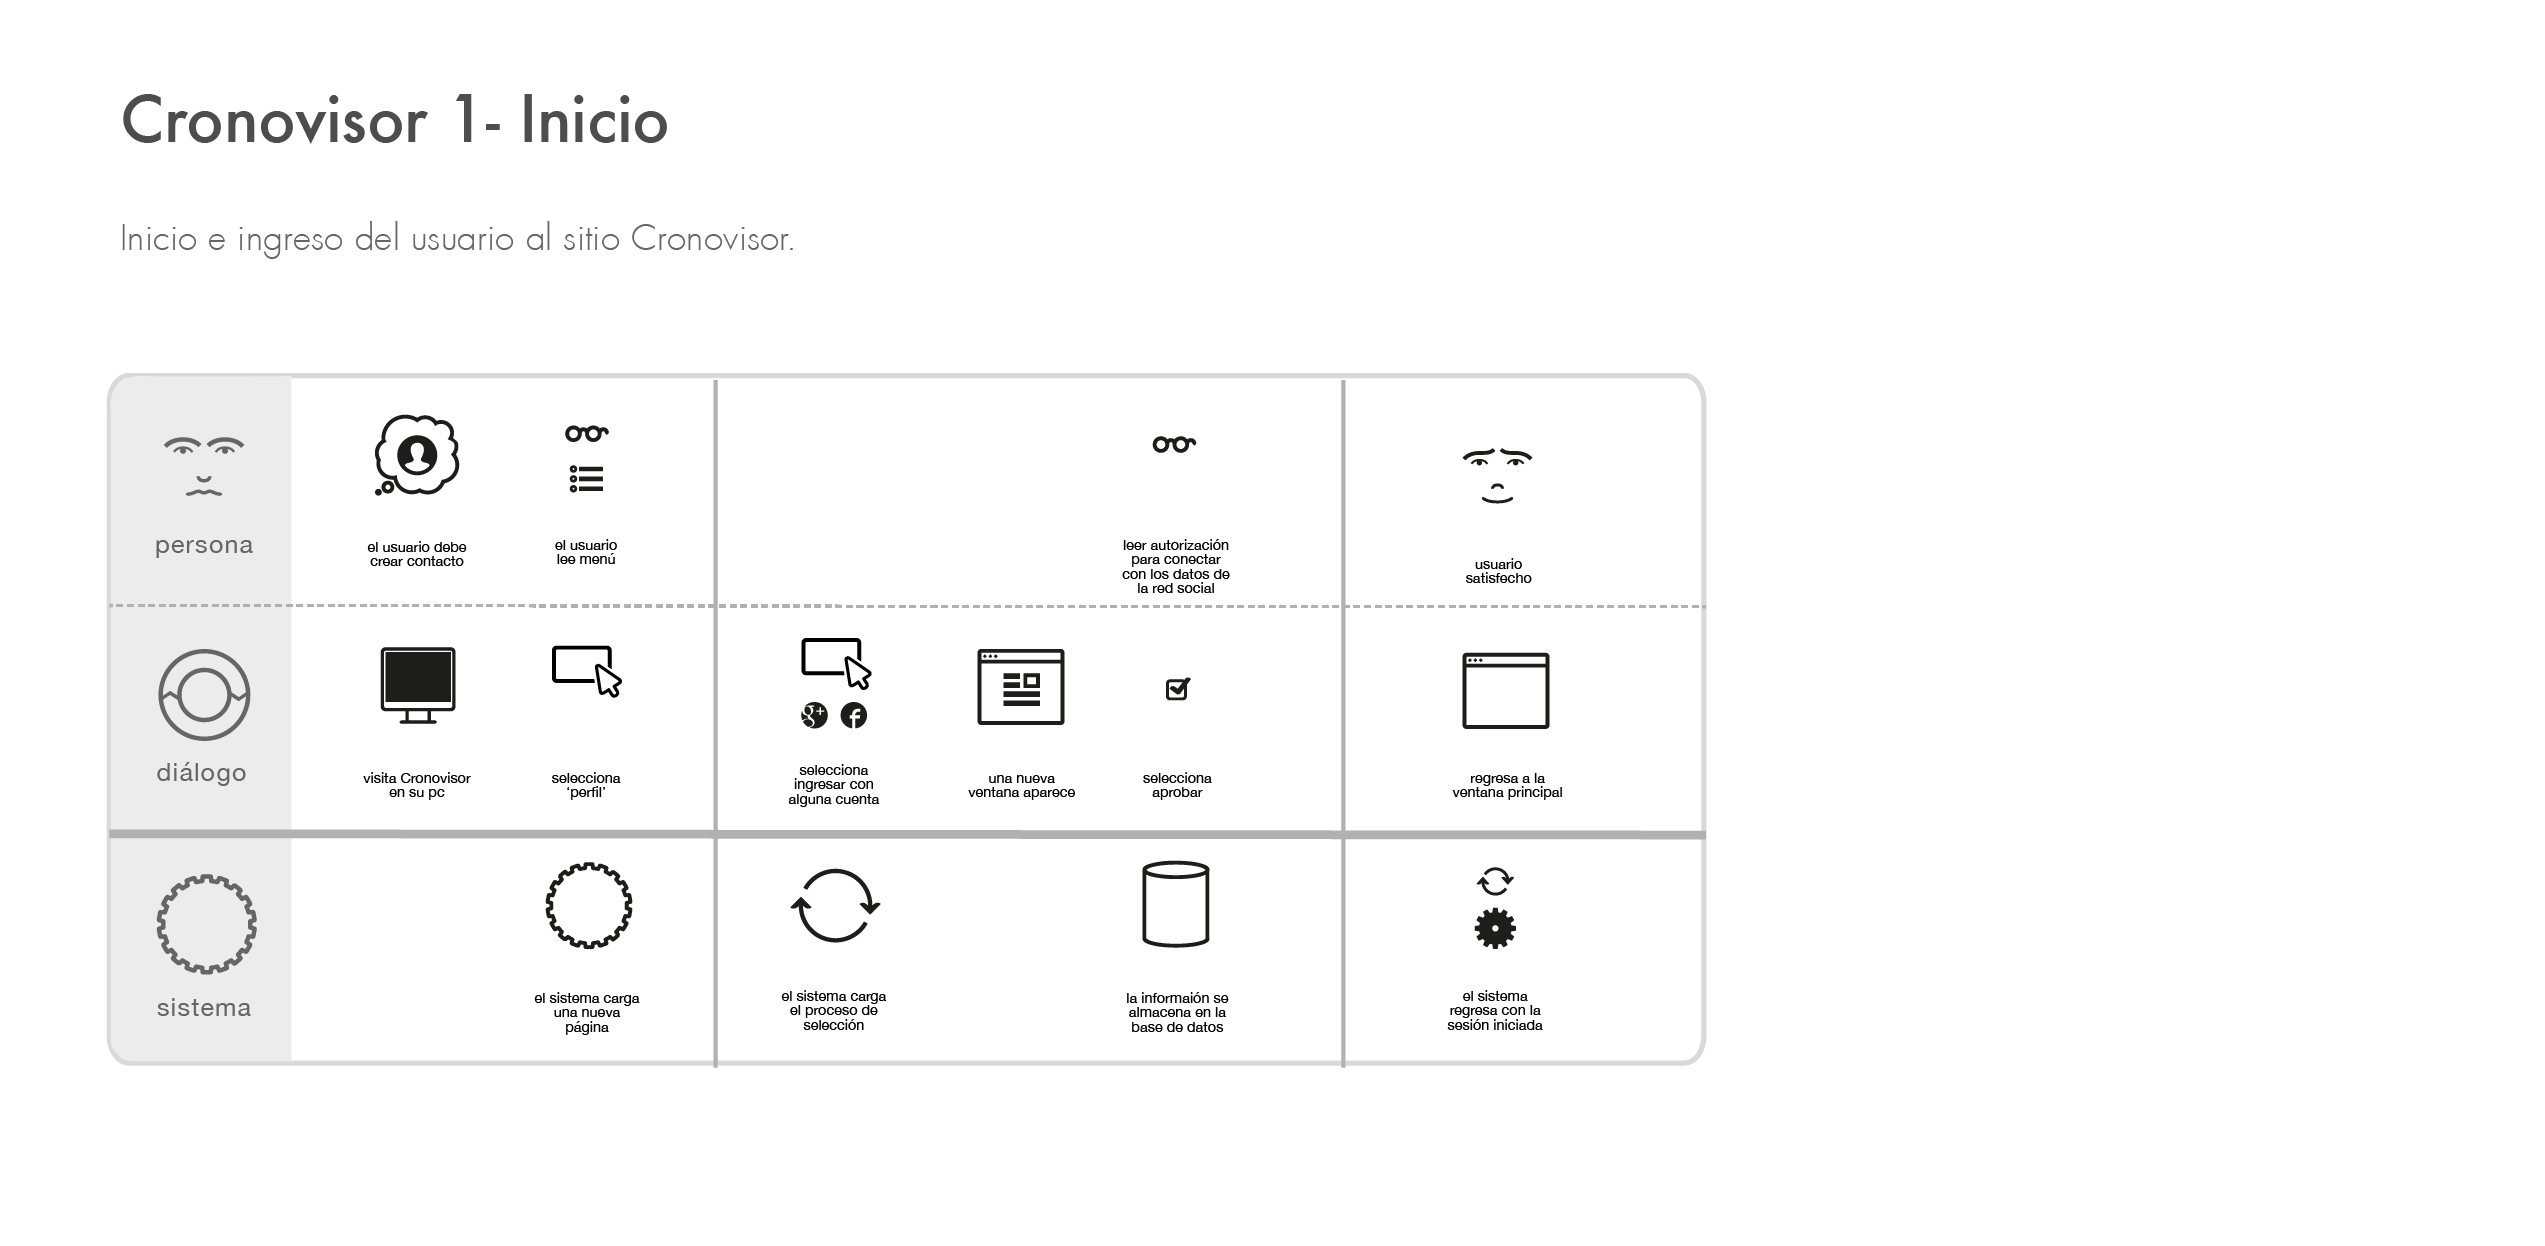 Cronovisor 1- Inicio
Inicio e ingreso del usuario al sitio Cronovisor.
persona
el usuario debe
crear contacto
el usuario
lee menú
leer autorización
para conectar
con los datos de
la red social
usuario
satisfecho
diálogo
visita Cronovisor
en su pc
selecciona
‘perfil’
g+ f
selecciona
ingresar con
alguna cuenta
una nueva
ventana aparece
selecciona
aprobar
regresa a la
ventana principal
sistema
el sistema carga
una nueva
página
el sistema carga
el proceso de
selección
la informaión se
almacena en la
base de datos
el sistema
regresa con la
sesión iniciada